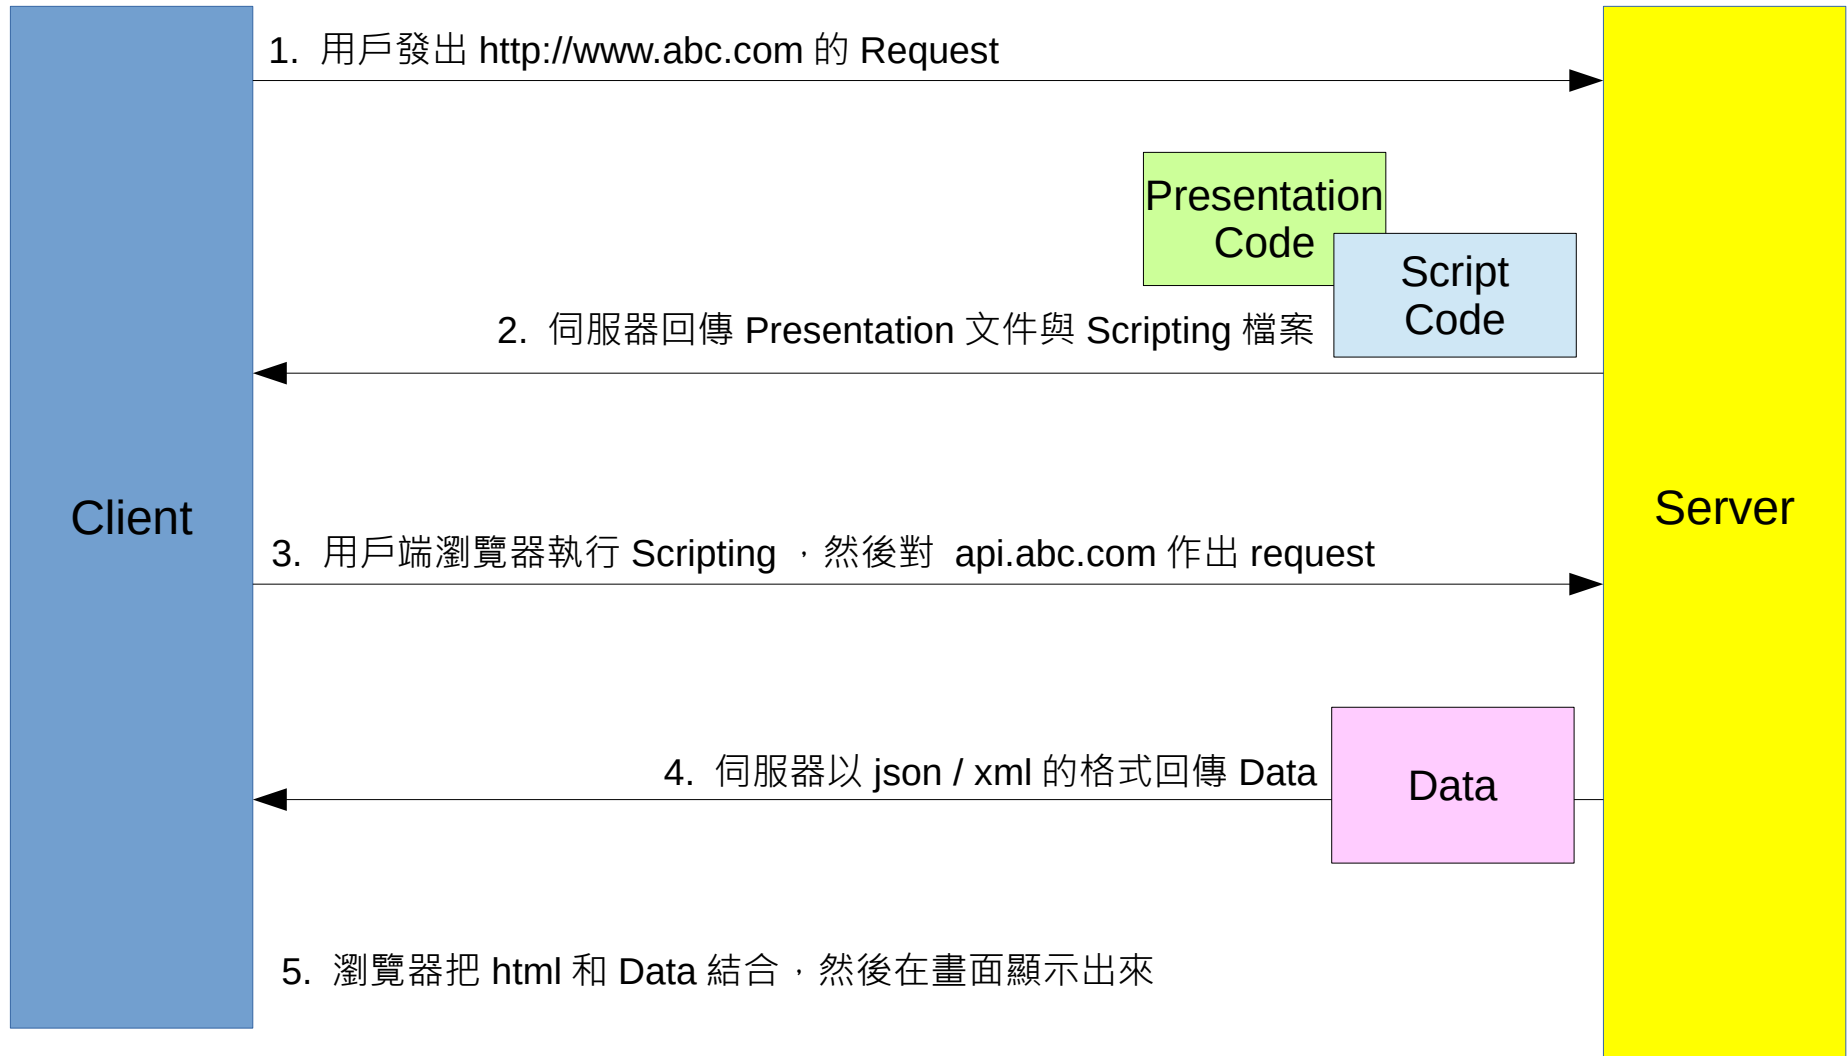 1. 用戶發出 http://www.abc.com 的 Request
Presentation
Code
Script
Code
2. 伺服器回傳 Presentation 文件與 Scripting 檔案
Client
Server
3. 用戶端瀏覽器執行 Scripting ，然後對 api.abc.com 作出 request
4. 伺服器以 json / xml 的格式回傳 Data
Data
5. 瀏覽器把 html 和 Data 結合，然後在畫面顯示出來